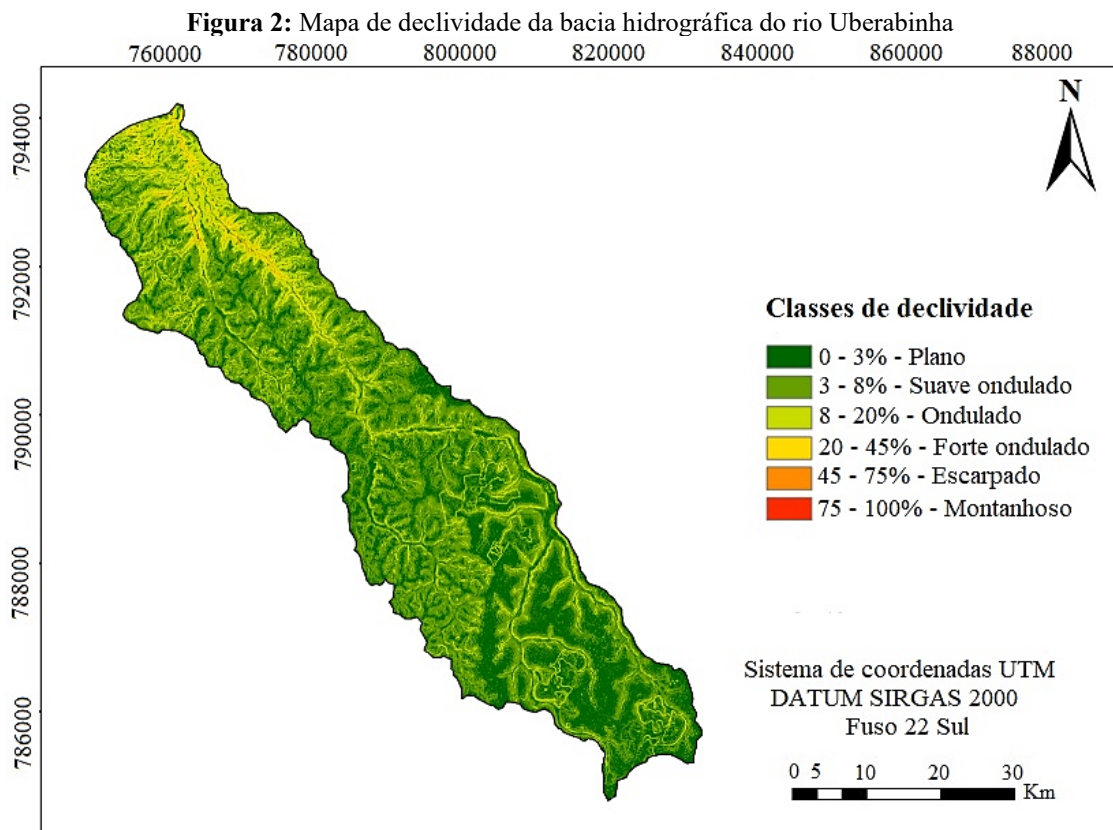 Figura 2: Mapa de declividade da bacia hidrográfica do rio Uberabinha
760000 780000 800000 820000 840000 860000 88000
N
794000
792000
790000
788000
786000
Classes de declividade
0 - 3% - Plano
3 - 8% - Suave ondulado
8 - 20% - Ondulado
20 - 45% - Forte ondulado
45 - 75% - Escarpado
75 - 100% - Montanhoso
Sistema de coordenadas UTM
DATUM SIRGAS 2000
Fuso 22 Sul
0 5 10 20 30
Km